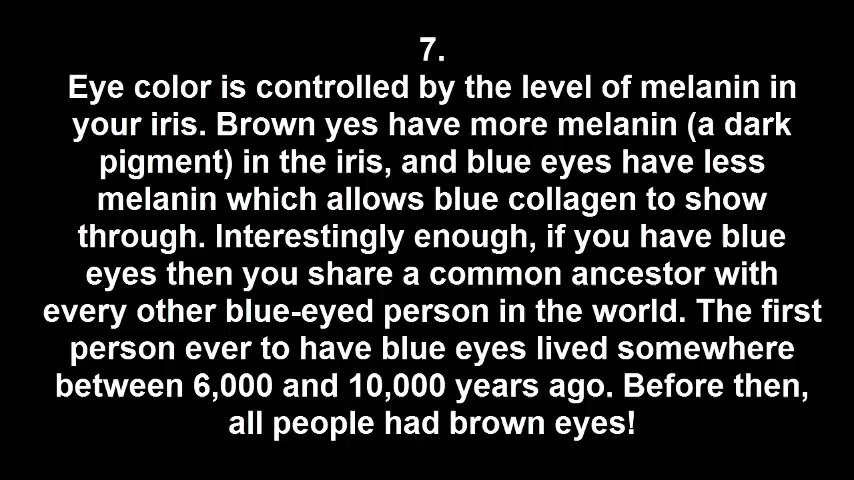 7.
Eye color is controlled by the level of melanin in
your iris. Brown yes have more melanin (a dark
pigment) in the iris, and blue eyes have less
melanin which allows blue collagen to show
through. Interestingly enough, if you have blue
eyes then you share a common ancestor with
every other blue-eyed person in the world. The first
person ever to have blue eyes lived somewhere
between 6,000 and 10,000 years ago. Before then,
all people had brown eyes!